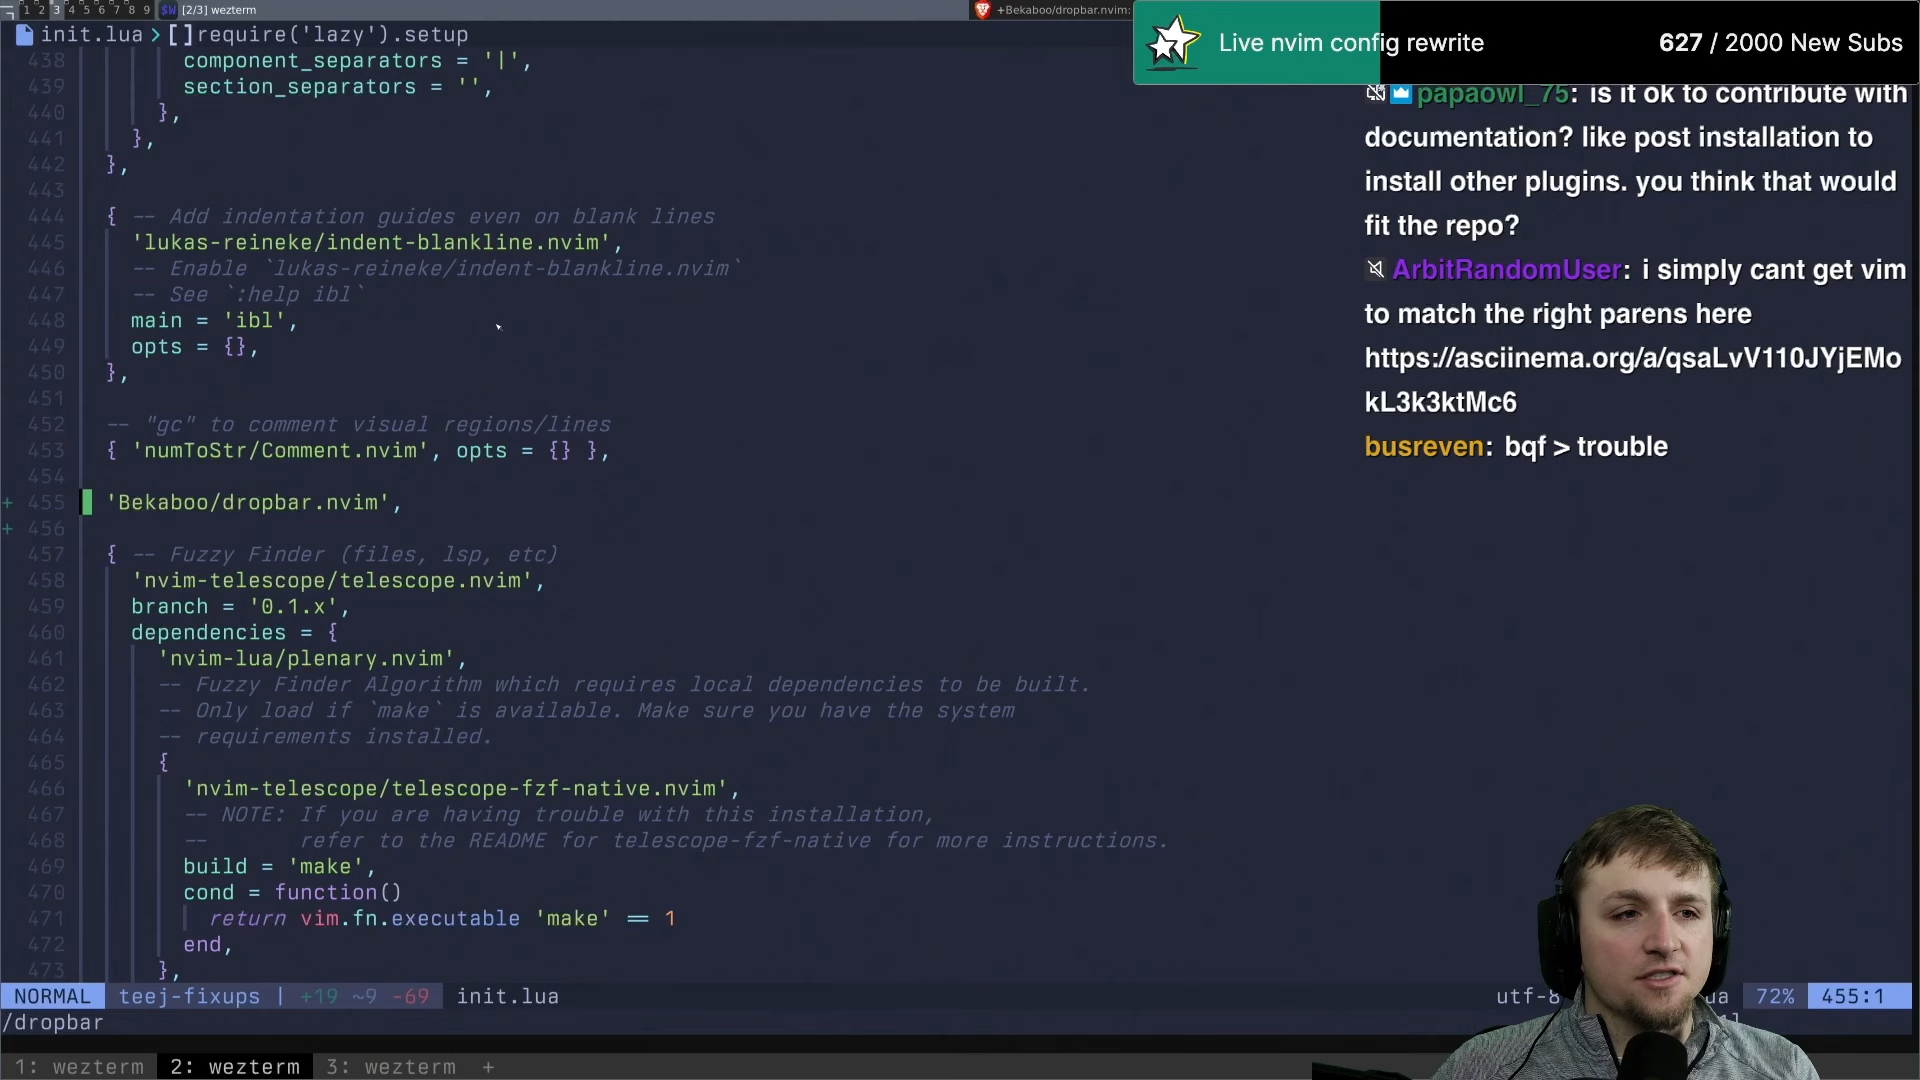 1 2 3 4 5 6 7 8 9 $W [2/3] wezterm
+Bekaboo/dropbar.nvim:
init.lua > []require('lazy').setup
Live nvim config rewrite
627 / 2000 New Subs
438 component_separators = '|',
439 section_separators = '',
440 },
441 },
442 },
443
444 { -- Add indentation guides even on blank lines
445 'lukas-reineke/indent-blankline.nvim',
446 -- Enable `lukas-reineke/indent-blankline.nvim`
447 -- See `:help ibl`
448 main = 'ibl',
449 opts = {},
450 },
451
452 -- "gc" to comment visual regions/lines
453 { 'numToStr/Comment.nvim', opts = {} },
454
+ 455 'Bekaboo/dropbar.nvim',
+ 456
457 { -- Fuzzy Finder (files, lsp, etc)
458 'nvim-telescope/telescope.nvim',
459 branch = '0.1.x',
460 dependencies = {
461 'nvim-lua/plenary.nvim',
462 -- Fuzzy Finder Algorithm which requires local dependencies to be built.
463 -- Only load if `make` is available. Make sure you have the system
464 -- requirements installed.
465 {
466 'nvim-telescope/telescope-fzf-native.nvim',
467 -- NOTE: If you are having trouble with this installation,
468 -- refer to the README for telescope-fzf-native for more instructions.
469 build = 'make',
470 cond = function()
471 return vim.fn.executable 'make' == 1
472 end,
473 },
papaowl_75: is it ok to contribute with
documentation? like post installation to
install other plugins. you think that would
fit the repo?
ArbitRandomUser: i simply cant get vim
to match the right parens here
https://asciinema.org/a/qsaLvV110JYjEMo
kL3k3ktMc6
busreven: bqf > trouble
NORMAL teej-fixups | +19 ~9 -69 init.lua
utf-8
ua 72% 455:1
/dropbar
1: wezterm 2: wezterm 3: wezterm +